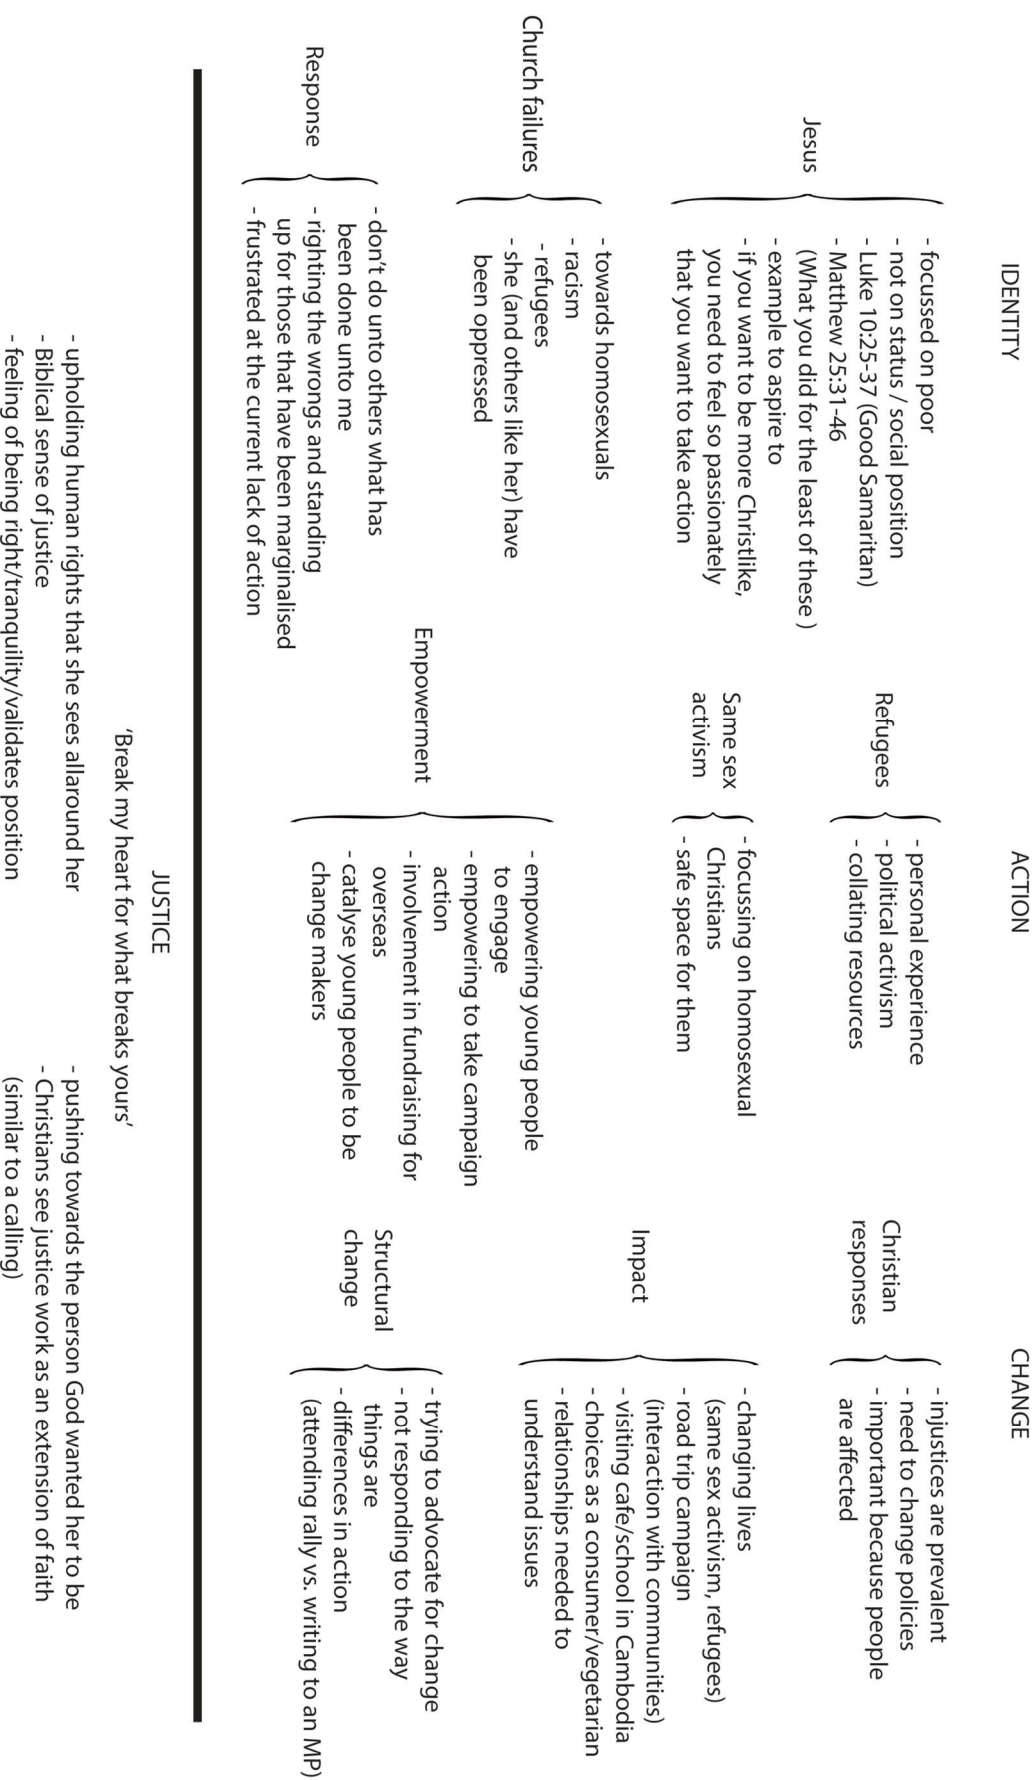 IDENTITY
Jesus
- focussed on poor
- not on status / social position
- Luke 10:25-37 (Good Samaritan)
- Matthew 25:31-46
(What you did for the least of these )
- example to aspire to
- if you want to be more Christlike,
you need to feel so passionately
that you want to take action
Church failures
- towards homosexuals
- racism
- refugees
- she (and others like her) have
been oppressed
Response
- don't do unto others what has
been done unto me
- righting the wrongs and standing
up for those that have been marginalised
- frustrated at the current lack of action
ACTION
Refugees
- personal experience
- political activism
- collating resources
Same sex
activism
- focussing on homosexual
Christians
- safe space for them
Empowerment
- empowering young people
to engage
- empowering to take campaign
action
- involvement in fundraising for
overseas
- catalyse young people to be
change makers
CHANGE
Christian
responses
- injustices are prevalent
- need to change policies
- important because people
are affected
Impact
- changing lives
(same sex activism, refugees)
- road trip campaign
(interaction with communities)
- visiting cafe/school in Cambodia
- choices as a consumer/vegetarian
- relationships needed to
understand issues
Structural
change
- trying to advocate for change
- not responding to the way
things are
- differences in action
(attending rally vs. writing to an MP)
JUSTICE
'Break my heart for what breaks yours'
- upholding human rights that she sees allaround her
- Biblical sense of justice
- feeling of being right/tranquility/validates position
- pushing towards the person God wanted her to be
- Christians see justice work as an extension of faith
(similar to a calling)